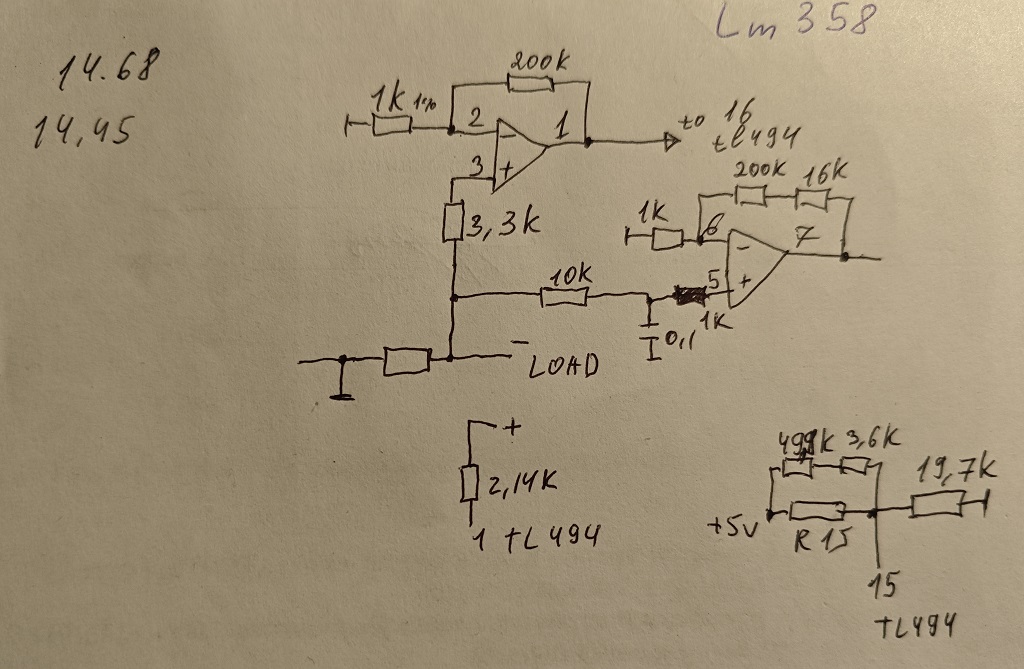 Lm 358
14.68
14,45
200k
1k 1%
2
1
3
-
+
to 16
tl494
3,3k
200k 16k
1k
6
7
-
+
10k
5
1k
0,1
- LOAD
+
2,14k
1 tL494
3,6k
19,7k
+5v
R 15
15
tL494